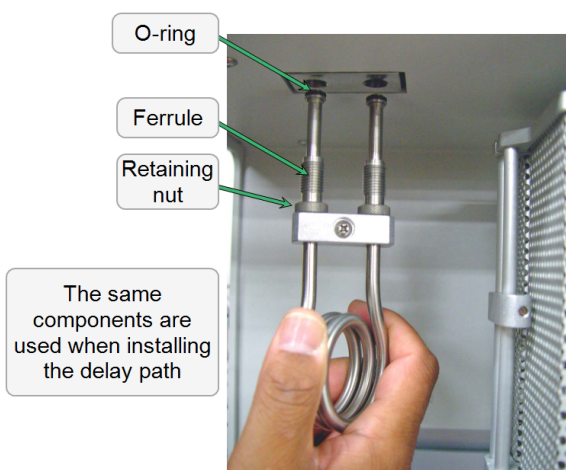 O-ring
Ferrule
Retaining
nut
The same
components are
used when installing
the delay path